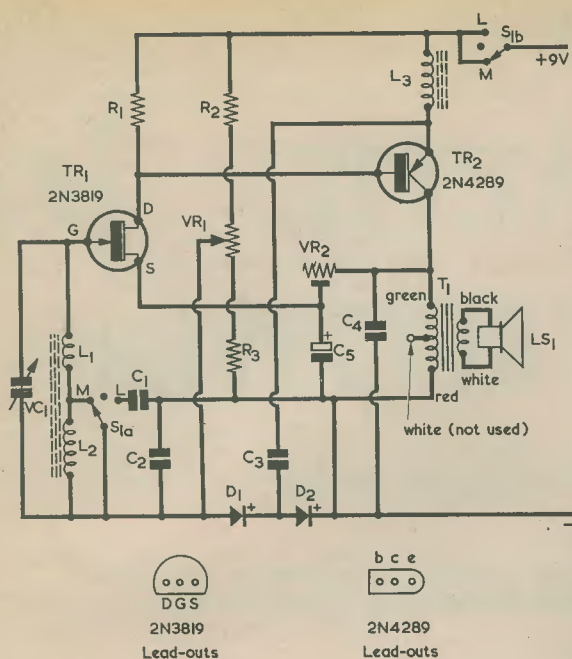 L
S1b
+9V
M
R1
R2
L3
TR1
2N3819
TR2
2N4289
D
G
S
VR1
VR2
green
T1
black
C4
LS1
+
C5
white
red
L1
M
L
C1
R3
VC1
S1a
L2
white (not used)
C2
C3
D1
+
D2
+
–
D G S
2N3819
Lead-outs
b c e
2N4289
Lead-outs